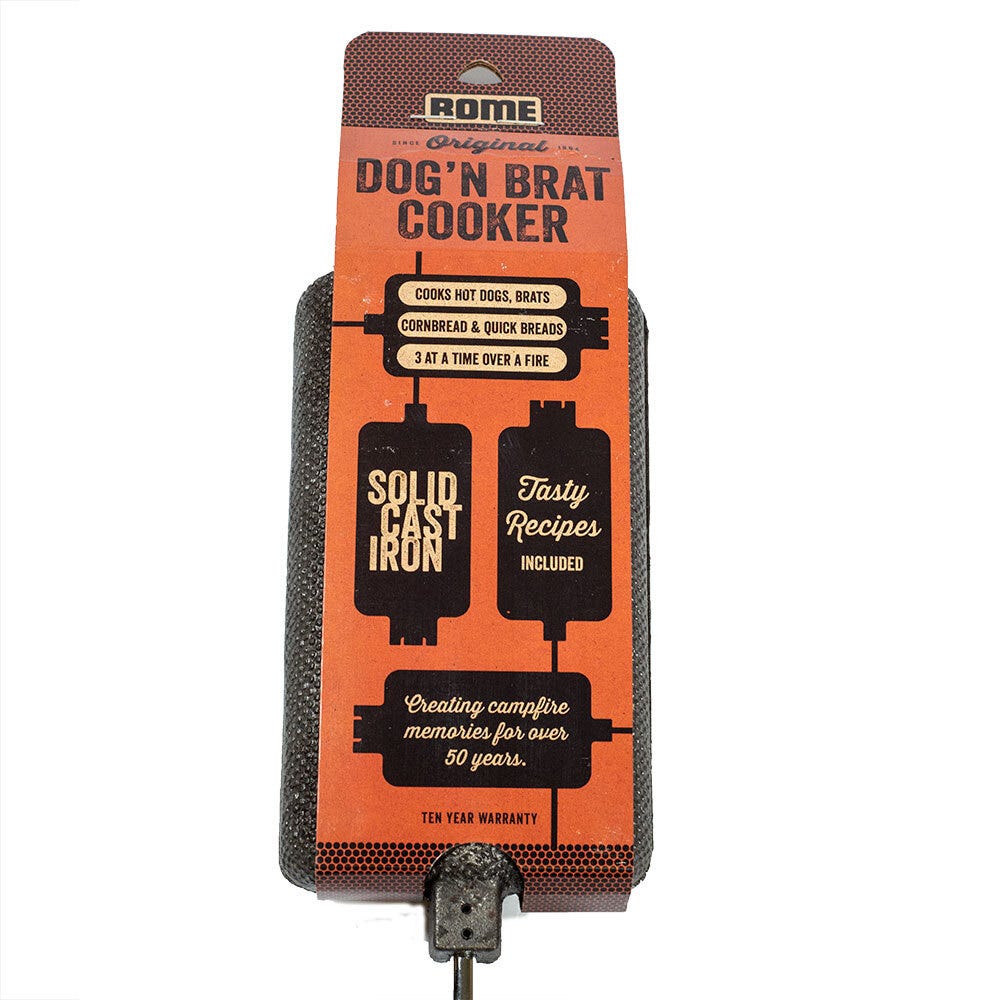 ROME
SINCE Original 1964
DOG'N BRAT
COOKER
COOKS HOT DOGS, BRATS
CORNBREAD & QUICK BREADS
3 AT A TIME OVER A FIRE
SOLID
CAST
IRON
Tasty
Recipes
INCLUDED
Creating campfire
memories for over
50 years.
TEN YEAR WARRANTY